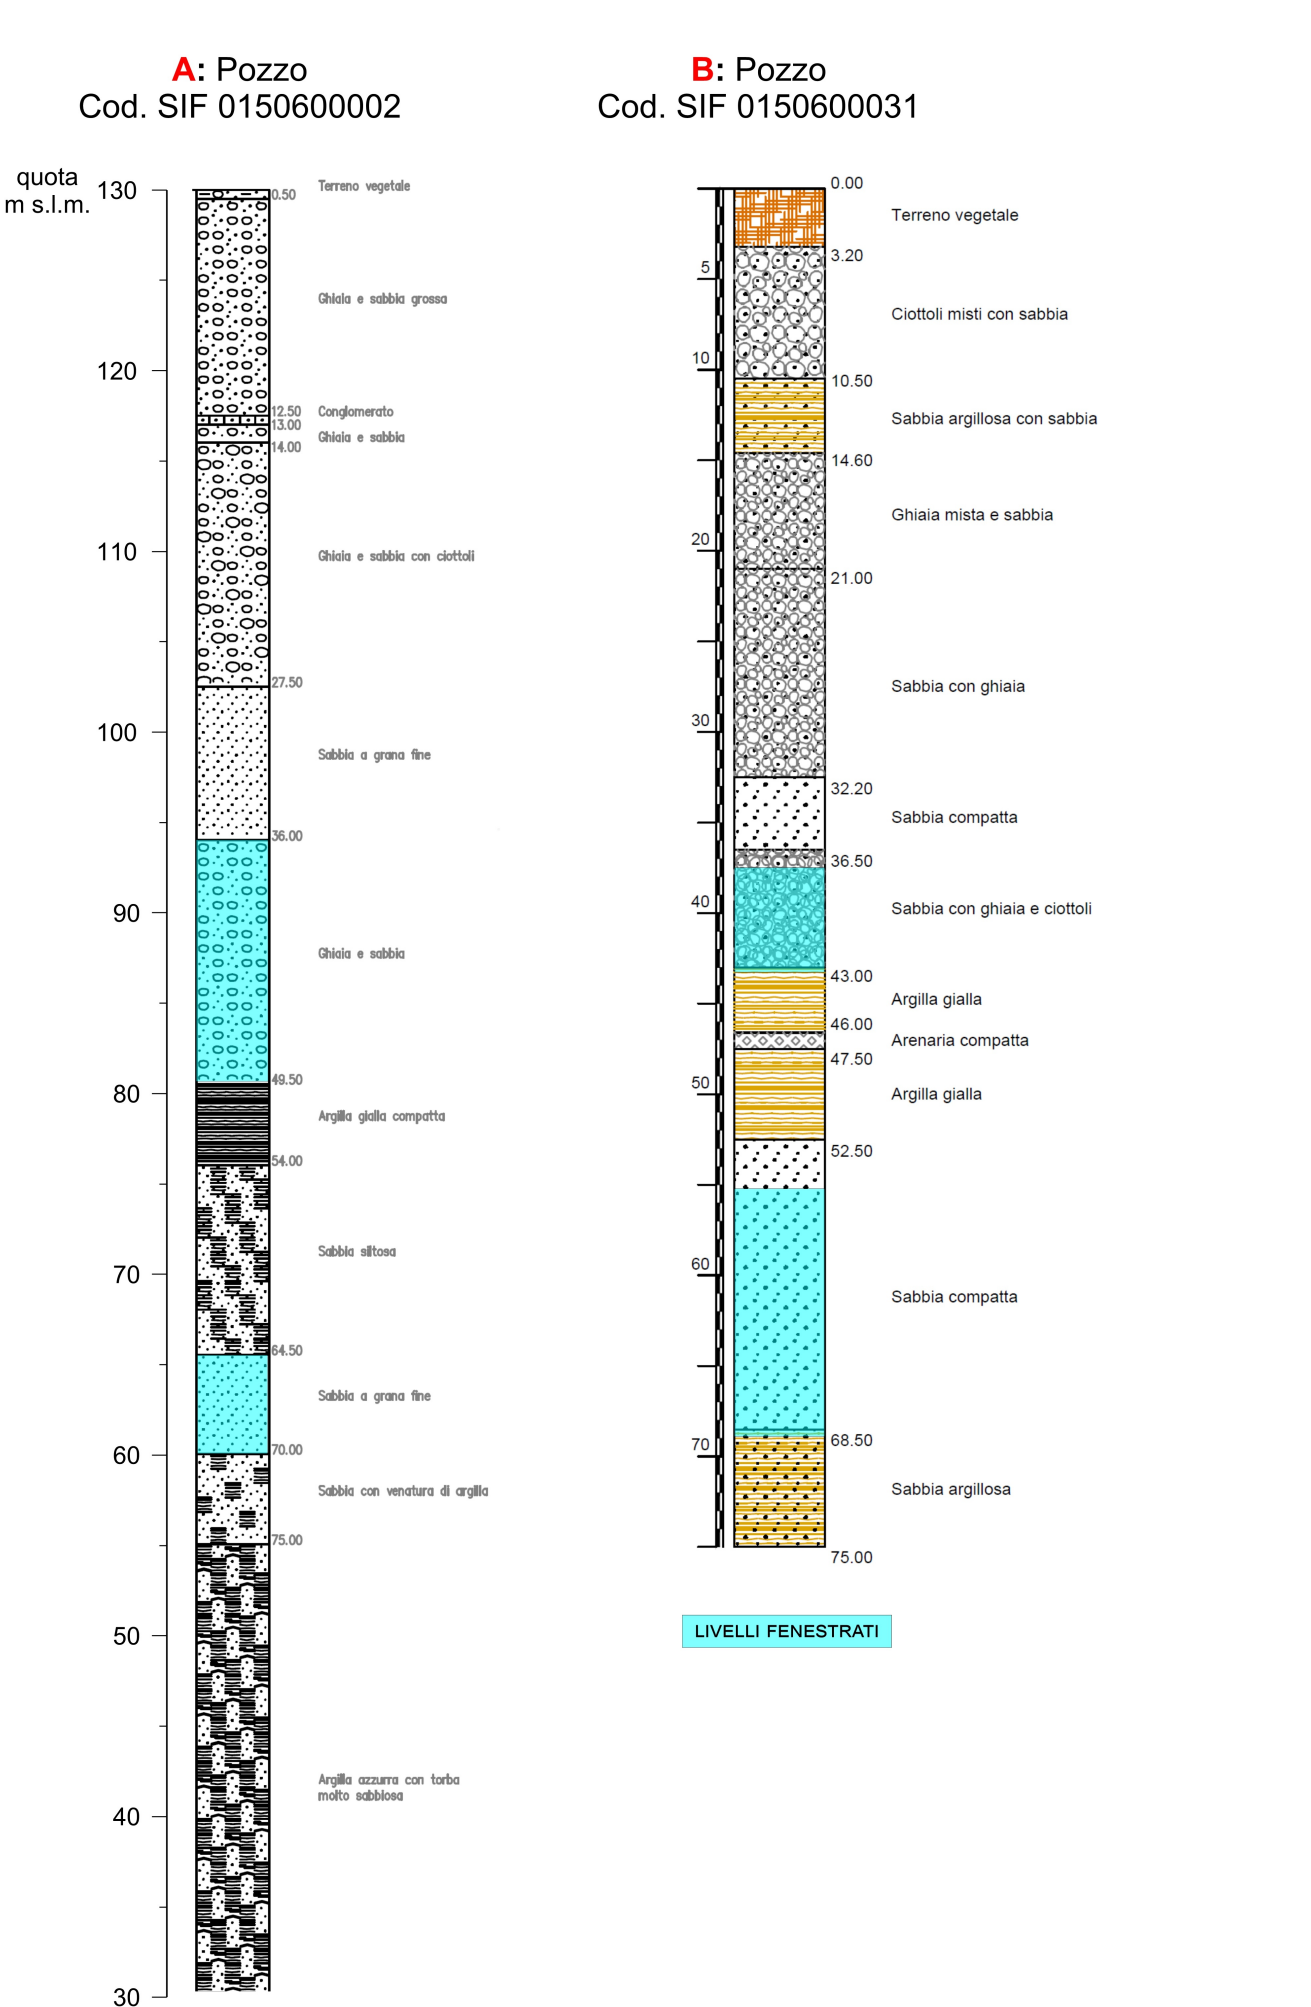 A: Pozzo
Cod. SIF 0150600002
quota
m s.l.m.
130
120
110
100
90
80
70
60
50
40
30
0.50
12.50
13.00
14.00
27.50
36.00
49.50
54.00
64.50
70.00
75.00
Terreno vegetale
Ghiaia e sabbia grossa
Conglomerato
Ghiaia e sabbia
Ghiaia e sabbia con ciottoli
Sabbia a grana fine
Ghiaia e sabbia
Argilla gialla compatta
Sabbia siltosa
Sabbia a grana fine
Sabbia con venatura di argilla
Argilla azzurra con torba
molto sabbiosa
B: Pozzo
Cod. SIF 0150600031
5
10
20
30
40
50
60
70
0.00
3.20
10.50
14.60
21.00
32.20
36.50
43.00
46.00
47.50
52.50
68.50
75.00
Terreno vegetale
Ciottoli misti con sabbia
Sabbia argillosa con sabbia
Ghiaia mista e sabbia
Sabbia con ghiaia
Sabbia compatta
Sabbia con ghiaia e ciottoli
Argilla gialla
Arenaria compatta
Argilla gialla
Sabbia compatta
Sabbia argillosa
LIVELLI FENESTRATI